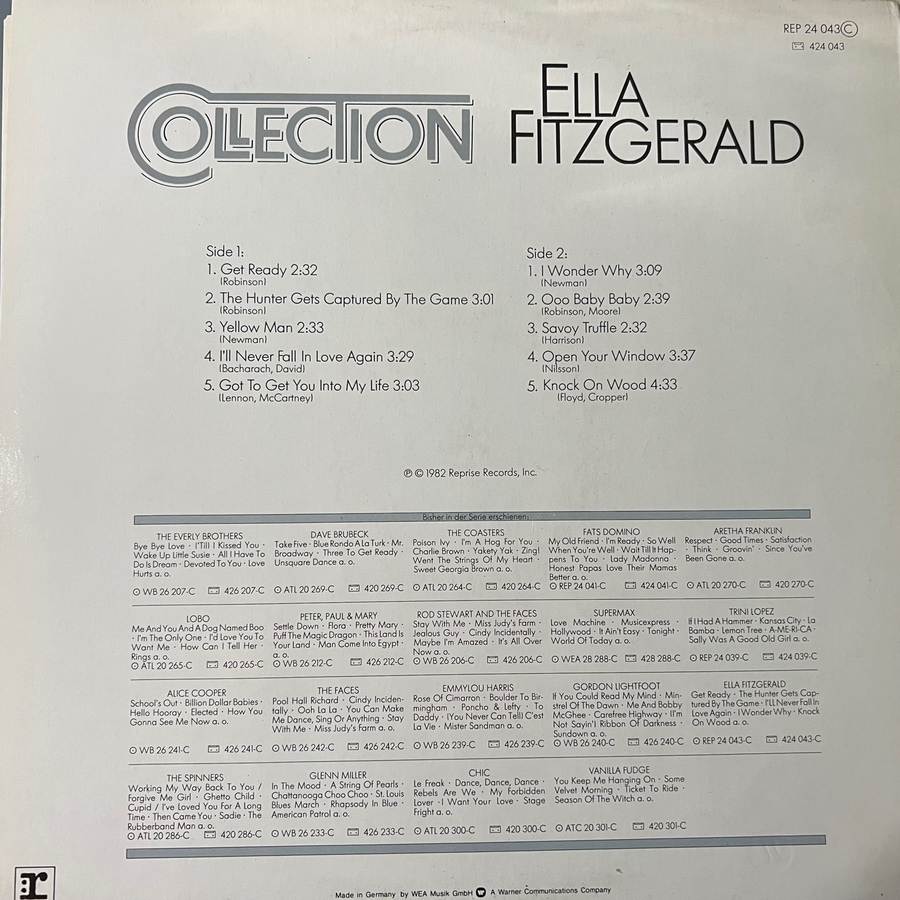 REP 24 043 C
424 043
COLLECTION
ELLA
FITZGERALD
Side 1:
1. Get Ready 2:32
(Robinson)
2. The Hunter Gets Captured By The Game 3:01
(Robinson)
3. Yellow Man 2:33
(Newman)
4. I'll Never Fall In Love Again 3:29
(Bacharach, David)
5. Got To Get You Into My Life 3:03
(Lennon, McCartney)
Side 2:
1. I Wonder Why 3:09
(Newman)
2. Ooo Baby Baby 2:39
(Robinson, Moore)
3. Savoy Truffle 2:32
(Harrison)
4. Open Your Window 3:37
(Nilsson)
5. Knock On Wood 4:33
(Floyd, Cropper)
℗ © 1982 Reprise Records, Inc.
Bisher in der Serie erschienen:
THE EVERLY BROTHERS
Bye Bye Love · I'Till I Kissed You ·
Wake Up Little Susie · All I Have To
Do Is Dream · Devoted To You · Love
Hurts a. o.
WB 26 207-C 426 207-C
DAVE BRUBECK
Take Five · Blue Rondo A La Turk · Mr.
Broadway · Three To Get Ready ·
Unsquare Dance a. o.
ATL 20 269-C 420 269-C
THE COASTERS
Poison Ivy · I'm A Hog For You ·
Charlie Brown · Yakety Yak · Zing!
Went The Strings Of My Heart ·
Sweet Georgia Brown a. o.
ATL 20 264-C 420 264-C
FATS DOMINO
My Old Friend · I'm Ready · So Well
When You're Well · Wait Till It Hap-
pens To You · Lady Madonna ·
Honest Papas Love Their Mamas
Better a. o.
REP 24 041-C 424 041-C
ARETHA FRANKLIN
Respect · Good Times · Satisfaction
· Think · Groovin' · Since You've
Been Gone a. o.
ATL 20 270-C 420 270-C
LOBO
Me And You And A Dog Named Boo
· I'm The Only One · I'd Love You To
Want Me · How Can I Tell Her ·
Rings a. o.
ATL 20 265-C 420 265-C
PETER, PAUL & MARY
Settle Down · Flora · Pretty Mary ·
Puff The Magic Dragon · This Land Is
Your Land · Man Come Into Egypt ·
a. o.
WB 26 212-C 426 212-C
ROD STEWART AND THE FACES
Stay With Me · Miss Judy's Farm ·
Jealous Guy · Cindy Incidentally ·
Maybe I'm Amazed · It's All Over
Now a. o.
WB 26 206-C 426 206-C
SUPERMAX
Love Machine · Musicexpress ·
Hollywood · It Ain't Easy · Tonight ·
World Of Today a. o.
WEA 28 288-C 428 288-C
TRINI LOPEZ
If I Had A Hammer · Kansas City · La
Bamba · Lemon Tree · A-ME-RI-CA ·
Sally Was A Good Old Girl a. o.
REP 24 039-C 424 039-C
ALICE COOPER
School's Out · Billion Dollar Babies ·
Hello Hooray · Elected · How You
Gonna See Me Now a. o.
WB 26 241-C 426 241-C
THE FACES
Pool Hall Richard · Cindy Inciden-
tally · Ooh La La · You Can Make
Me Dance, Sing Or Anything · Stay
With Me · Miss Judy's Farm a. o.
WB 26 242-C 426 242-C
EMMYLOU HARRIS
Rose Of Cimarron · Boulder To Bir-
mingham · Poncho & Lefty · To
Daddy · (You Never Can Tell) C'est
La Vie · Mister Sandman a. o.
WB 26 239-C 426 239-C
GORDON LIGHTFOOT
If You Could Read My Mind · Min-
strel Of The Dawn · Me And Bobby
McGhee · Carefree Highway · I'm
Not Sayin'/ Ribbon Of Darkness ·
Sundown a. o.
WB 26 240-C 426 240-C
ELLA FITZGERALD
Get Ready · The Hunter Gets Cap-
tured By The Game · I'LL Never Fall In
Love Again · I Wonder Why · Knock
On Wood a. o.
REP 24 043-C 424 043-C
THE SPINNERS
Working My Way Back To You /
Forgive Me Girl · Ghetto Child ·
Cupid / I've Loved You For A Long
Time · Then Came You · Sadie · The
Rubberband Man a. o.
ATL 20 286-C 420 286-C
GLENN MILLER
In The Mood · A String Of Pearls ·
Chattanooga Choo Choo · St. Louis
Blues March · Rhapsody In Blue ·
American Patrol a. o.
WB 26 233-C 426 233-C
CHIC
Le Freak · Dance, Dance, Dance ·
Rebels Are We · My Forbidden
Lover · I Want Your Love · Stage
Fright a. o.
ATL 20 300-C 420 300-C
VANILLA FUDGE
You Keep Me Hanging On · Some
Velvet Morning · Ticket To Ride ·
Season Of The Witch a. o.
ATC 20 301-C 420 301-C
r
Made in Germany by WEA Musik GmbH A Warner Communications Company